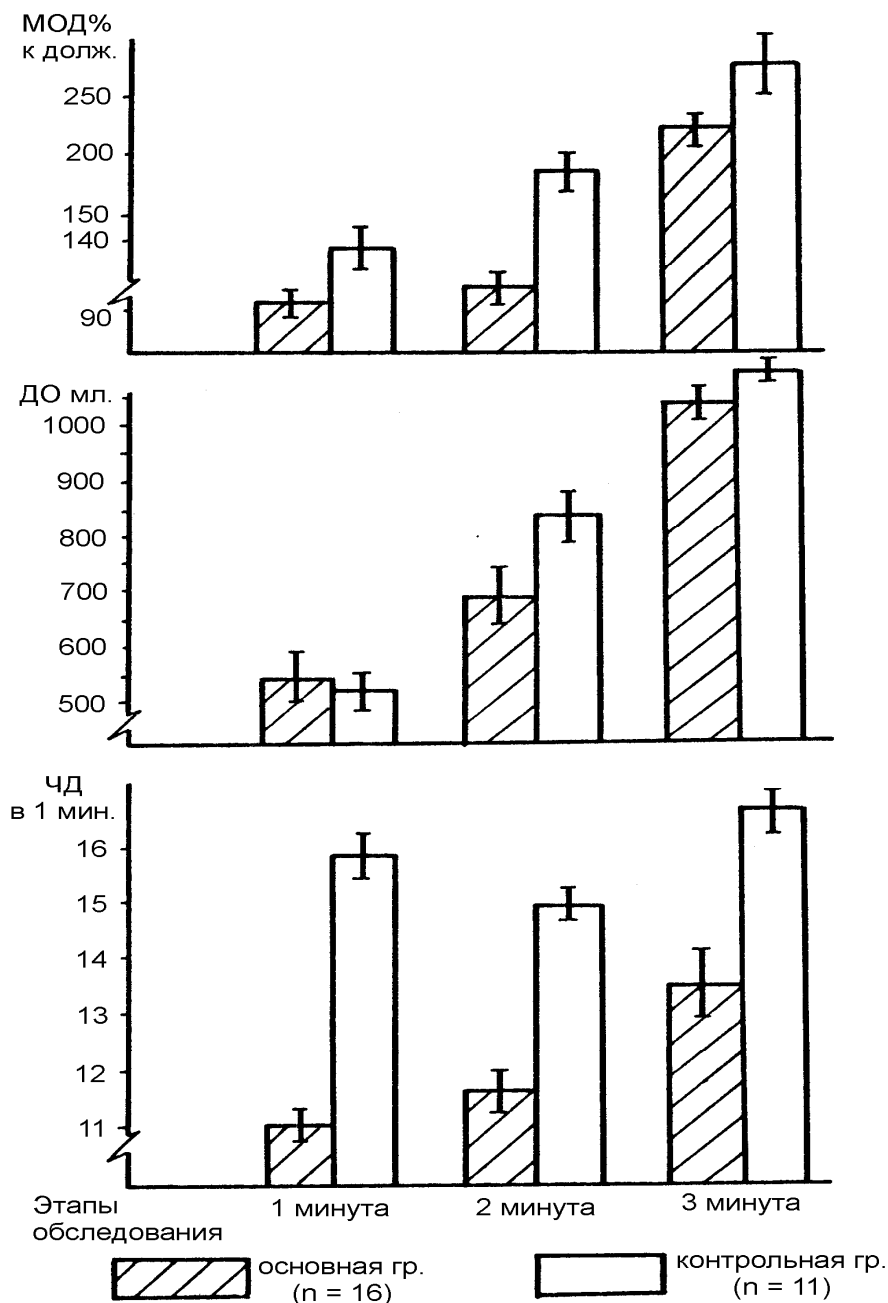 МОД%
к долж.
250
200
150
140
90
ДО мл.
1000
900
800
700
600
500
ЧД
в 1 мин.
16
15
14
13
12
11
Этапы
обследования
1 минута
2 минута
3 минута
основная гр.
(n = 16)
контрольная гр.
(n = 11)